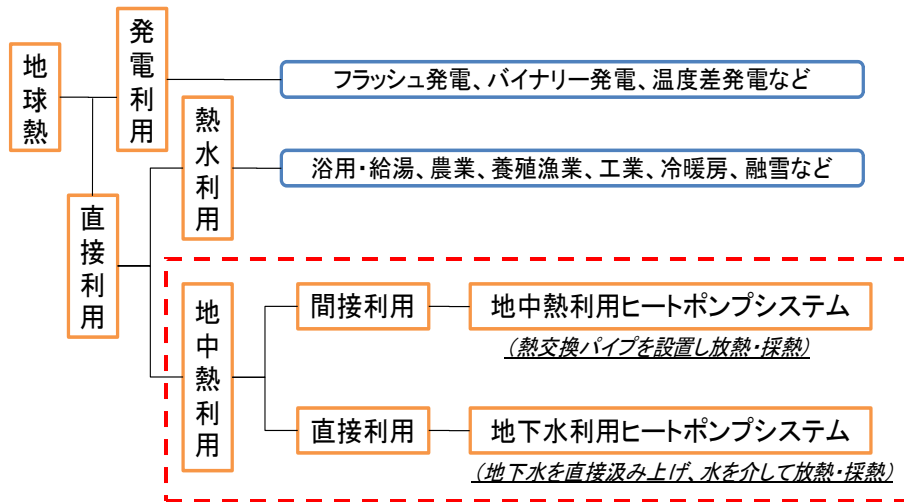 地球熱
発電利用
フラッシュ発電、バイナリー発電、温度差発電など
直接利用
熱水利用
浴用・給湯、農業、養殖漁業、工業、冷暖房、融雪など
地中熱利用
間接利用
地中熱利用ヒートポンプシステム
(熱交換パイプを設置し放熱・採熱)
直接利用
地下水利用ヒートポンプシステム
(地下水を直接汲み上げ、水を介して放熱・採熱)